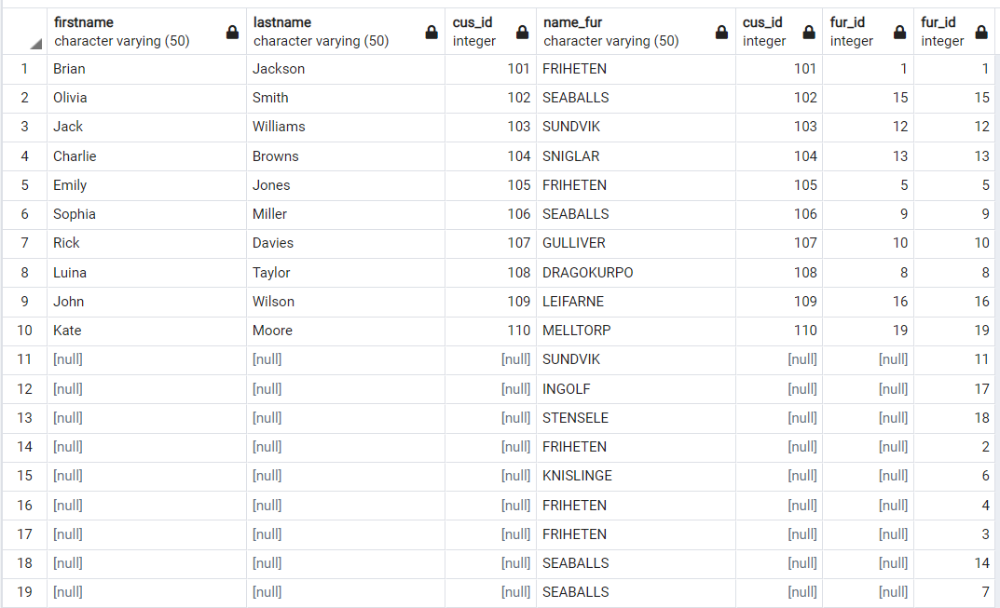 firstname lastname cus_id name_fur cus_id fur_id fur_id
character varying (50) character varying (50) integer character varying (50) integer integer integer
1 Brian Jackson 101 FRIHETEN 101 1 1
2 Olivia Smith 102 SEABALLS 102 15 15
3 Jack Williams 103 SUNDVIK 103 12 12
4 Charlie Browns 104 SNIGLAR 104 13 13
5 Emily Jones 105 FRIHETEN 105 5 5
6 Sophia Miller 106 SEABALLS 106 9 9
7 Rick Davies 107 GULLIVER 107 10 10
8 Luina Taylor 108 DRAGOKURPO 108 8 8
9 John Wilson 109 LEIFARNE 109 16 16
10 Kate Moore 110 MELLTORP 110 19 19
11 [null] [null] [null] SUNDVIK [null] [null] 11
12 [null] [null] [null] INGOLF [null] [null] 17
13 [null] [null] [null] STENSELE [null] [null] 18
14 [null] [null] [null] FRIHETEN [null] [null] 2
15 [null] [null] [null] KNISLINGE [null] [null] 6
16 [null] [null] [null] FRIHETEN [null] [null] 4
17 [null] [null] [null] FRIHETEN [null] [null] 3
18 [null] [null] [null] SEABALLS [null] [null] 14
19 [null] [null] [null] SEABALLS [null] [null] 7